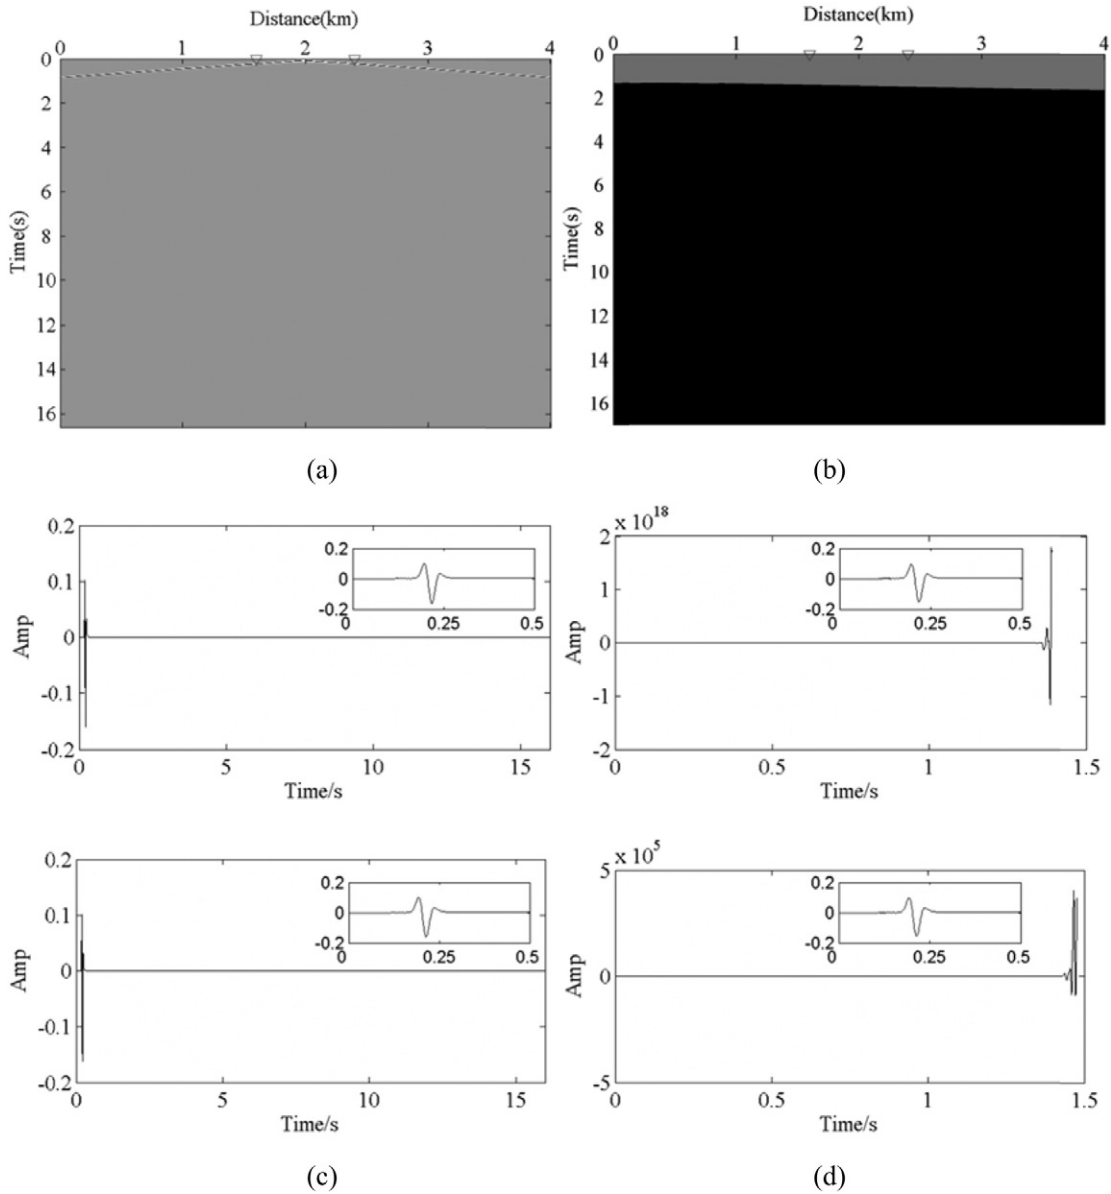 Distance(km)
0 1 2 3 4
0
2
4
6
8
10
12
14
16
Time(s)
(a)
Distance(km)
0 1 2 3 4
0
2
4
6
8
10
12
14
16
Time(s)
(b)
0.2
0.1
0
-0.1
-0.2
Amp
0 5 10 15
Time/s
0.2
0
-0.2
0 0.25 0.5
x 10^18
2
1
0
-1
-2
Amp
0 0.5 1 1.5
Time/s
0.2
0
-0.2
0 0.25 0.5
0.2
0.1
0
-0.1
-0.2
Amp
0 5 10 15
Time/s
0.2
0
-0.2
0 0.25 0.5
(c)
x 10^5
5
0
-5
Amp
0 0.5 1 1.5
Time/s
0.2
0
-0.2
0 0.25 0.5
(d)